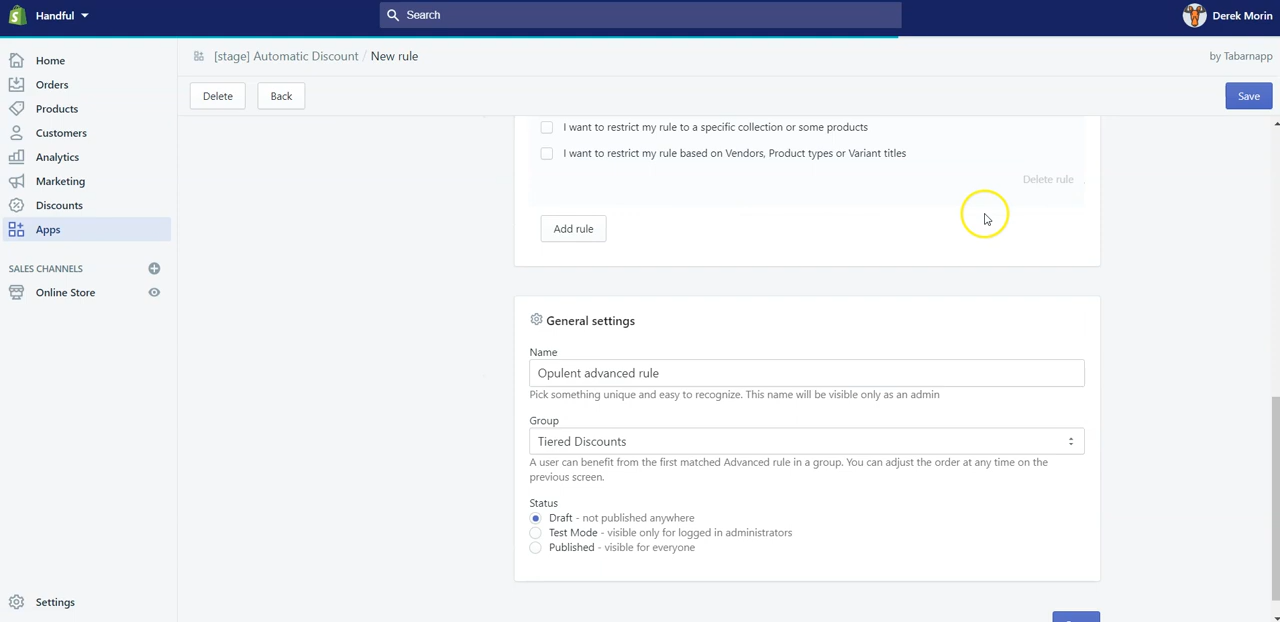 Handful
Search
Derek Morin
[stage] Automatic Discount / New rule
by Tabarnapp
Delete
Back
Save
Home
Orders
Products
Customers
Analytics
Marketing
Discounts
Apps
SALES CHANNELS
Online Store
Settings
I want to restrict my rule to a specific collection or some products
I want to restrict my rule based on Vendors, Product types or Variant titles
Delete rule
Add rule
General settings
Name
Opulent advanced rule
Pick something unique and easy to recognize. This name will be visible only as an admin
Group
Tiered Discounts
A user can benefit from the first matched Advanced rule in a group. You can adjust the order at any time on the
previous screen.
Status
Draft - not published anywhere
Test Mode - visible only for logged in administrators
Published - visible for everyone